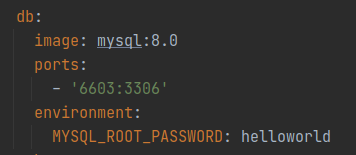 db:
  image: mysql:8.0
  ports:
    - '6603:3306'
  environment:
    MYSQL_ROOT_PASSWORD: helloworld